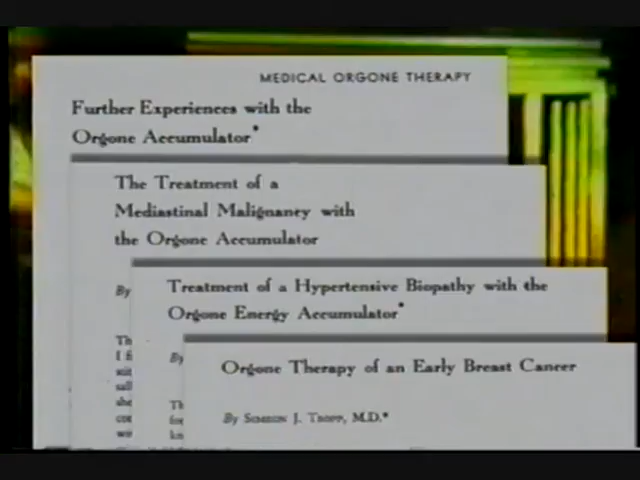 MEDICAL ORGONE THERAPY
Further Experiences with the
Orgone Accumulator*
The Treatment of a
Mediastinal Malignancy with
the Orgone Accumulator
By
Treatment of a Hypertensive Biopathy with the
Orgone Energy Accumulator*
By
Orgone Therapy of an Early Breast Cancer
By Simeon J. Tropp, M.D.*